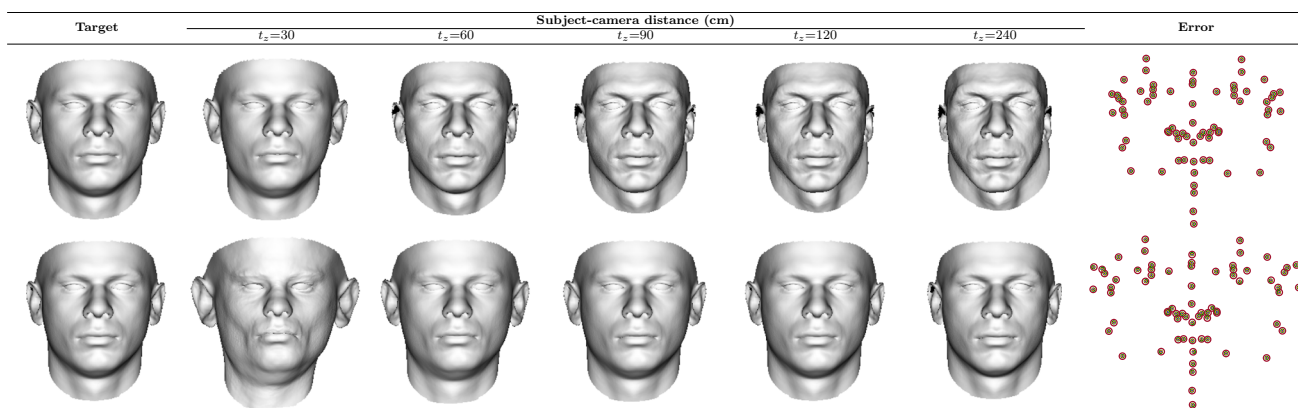 Target
Subject-camera distance (cm)
Error
t_z=30
t_z=60
t_z=90
t_z=120
t_z=240